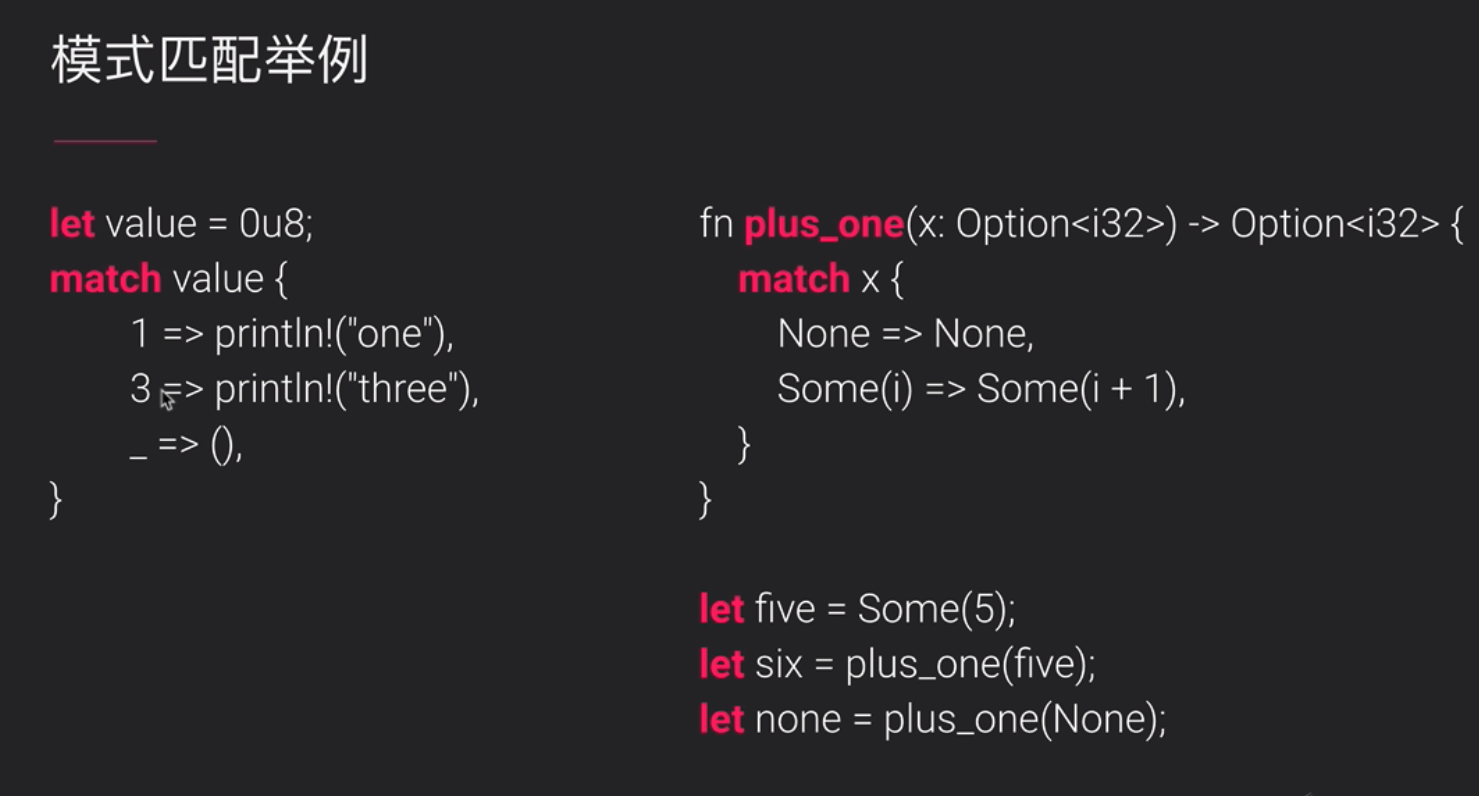 模式匹配举例
let value = 0u8;
match value {
1 => println!("one"),
3 => println!("three"),
_ => (),
}
fn plus_one(x: Option<i32>) -> Option<i32> {
match x {
None => None,
Some(i) => Some(i + 1),
}
}
let five = Some(5);
let six = plus_one(five);
let none = plus_one(None);